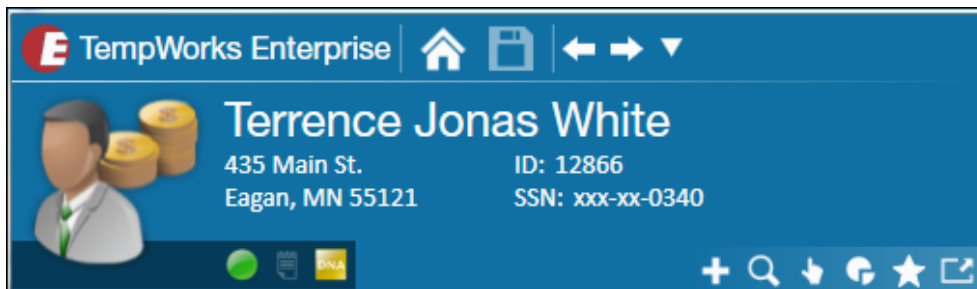 TempWorks Enterprise
Terrence Jonas White
435 Main St. ID: 12866
Eagan, MN 55121 SSN: xxx-xx-0340
DNA